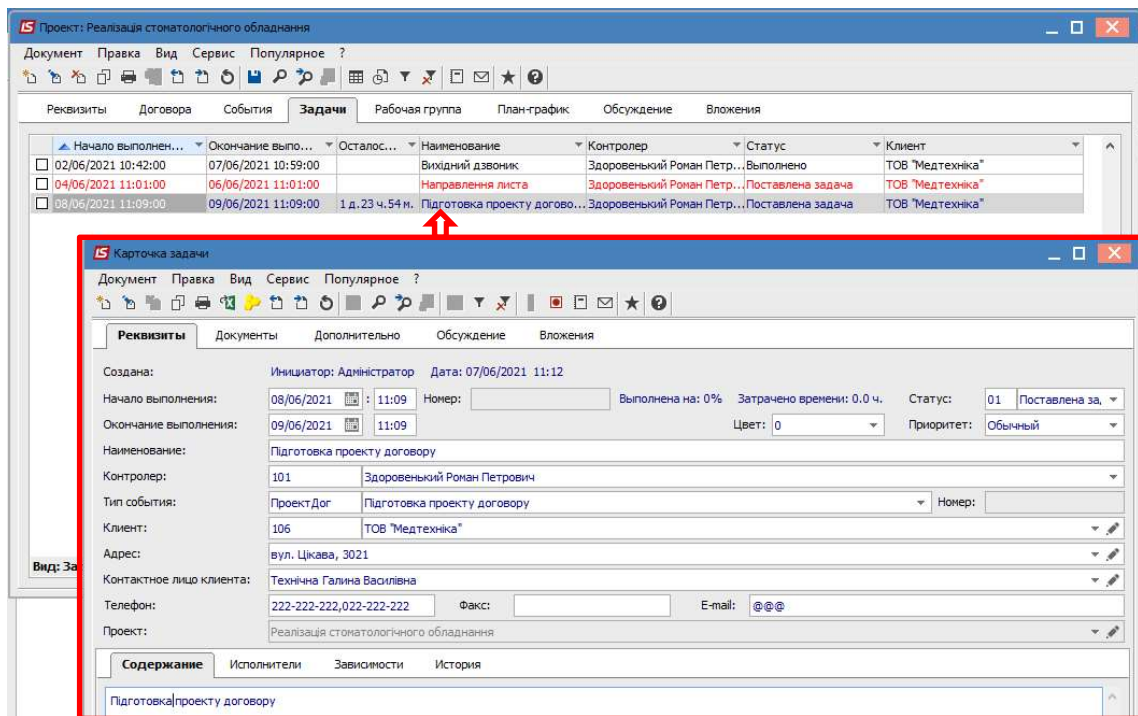 Проект: Реалізація стоматологічного обладнання
Документ Правка Вид Сервис Популярное ?
Реквизиты Договора События Задачи Рабочая группа План-график Обсуждение Вложения
Начало выполнен... Окончание выпо... Осталос... Наименование Контролер Статус Клиент
02/06/2021 10:42:00 07/06/2021 10:59:00 Вихідний дзвоник Здоровенький Роман Петр... Выполнено ТОВ "Медтехніка"
04/06/2021 11:01:00 06/06/2021 11:01:00 Направлення листа Здоровенький Роман Петр... Поставлена задача ТОВ "Медтехніка"
08/06/2021 11:09:00 09/06/2021 11:09:00 1 д.23 ч.54 м. Підготовка проекту догово... Здоровенький Роман Петр... Поставлена задача ТОВ "Медтехніка"
Вид: За
Карточка задачи
Документ Правка Вид Сервис Популярное ?
Реквизиты Документы Дополнительно Обсуждение Вложения
Создана: Инициатор: Адміністратор Дата: 07/06/2021 11:12
Начало выполнения: 08/06/2021 : 11:09 Номер: Выполнена на: 0% Затрачено времени: 0.0 ч. Статус: 01 Поставлена за,
Окончание выполнения: 09/06/2021 11:09 Цвет: 0 Приоритет: Обычный
Наименование: Підготовка проекту договору
Контролер: 101 Здоровенький Роман Петрович
Тип события: ПроектДог Підготовка проекту договору Номер:
Клиент: 106 ТОВ "Медтехніка"
Адрес: вул. Цікава, 3021
Контактное лицо клиента: Технічна Галина Василівна
Телефон: 222-222-222,022-222-222 Факс: E-mail: @@@
Проект: Реалізація стоматологічного обладнання
Содержание Исполнители Зависимости История
Підготовка проекту договору